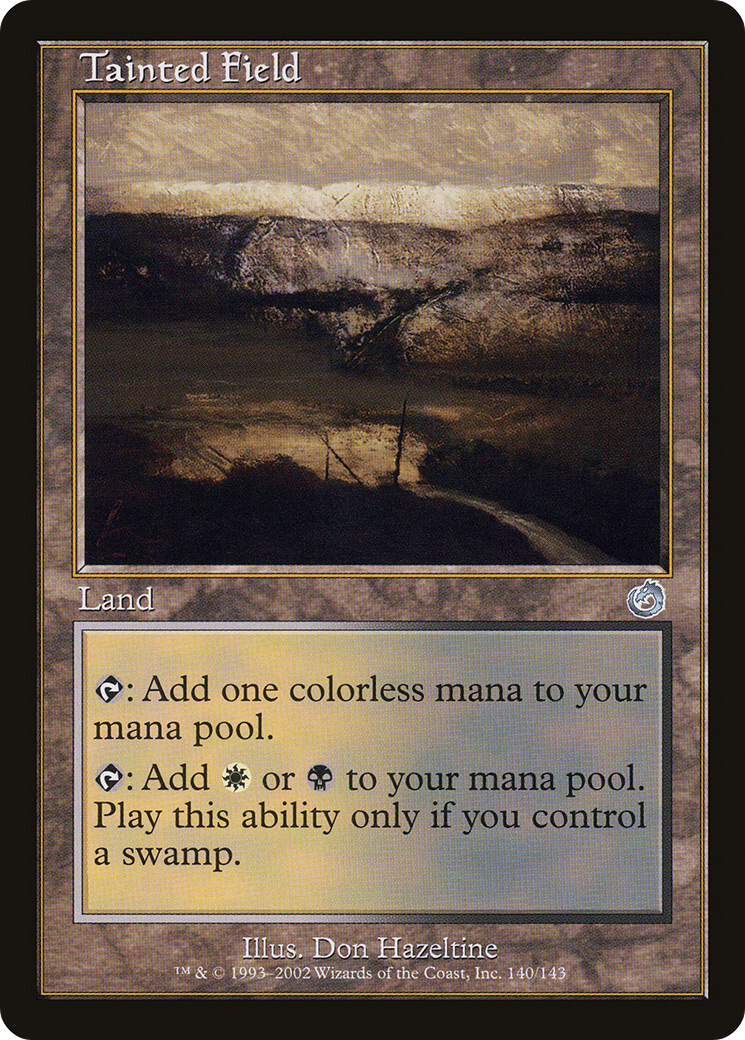 Tainted Field
Land
: Add one colorless mana to your
mana pool.
: Add or to your mana pool.
Play this ability only if you control
a swamp.
Illus. Don Hazeltine
™ & © 1993–2002 Wizards of the Coast, Inc. 140/143